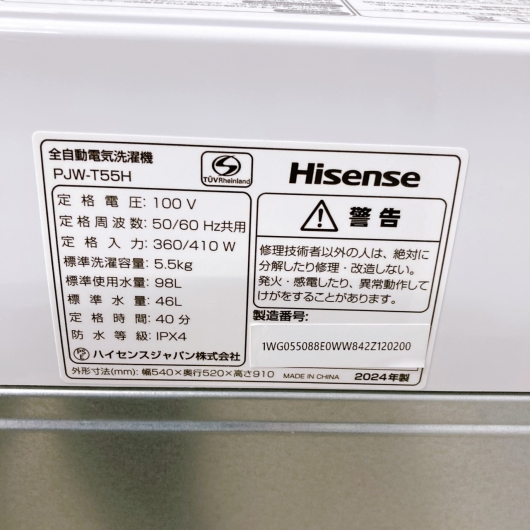 全自動電気洗濯機
PJW-T55H
TÜVRheinland
Hisense
定格電圧: 100 V
定格周波数: 50/60 Hz共用
定格入力: 360/410 W
標準洗濯容量: 5.5kg
標準使用水量: 98L
標準水量: 46L
定格時間: 40分
防水等級: IPX4
PSE ハイセンスジャパン株式会社
警告
修理技術者以外の人は、絶対に
分解したり修理・改造しない。
発火・感電したり、異常動作して
けがをすることがあります。
製造番号:
1WG055088E0WW842Z120200
外形寸法(mm): 幅540×奥行520×高さ910 MADE IN CHINA 2024年製